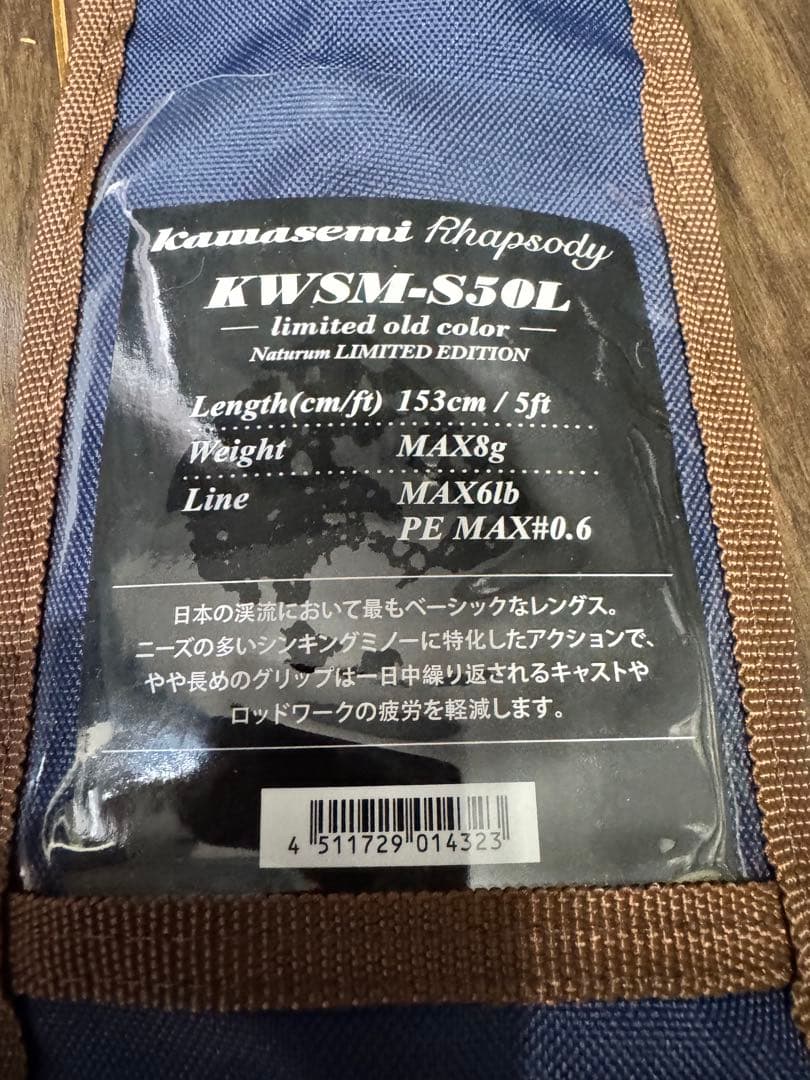 Kawasemi Rhapsody
KWSM-S50L
limited old color
Naturum LIMITED EDITION
Length(cm/ft) 153cm / 5ft
Weight MAX8g
Line MAX6lb
PE MAX#0.6
日本の渓流において最もベーシックなレングス。
ニーズの多いシンキングミノーに特化したアクションで、
やや長めのグリップは一日中繰り返されるキャストや
ロッドワークの疲労を軽減します。
4 511729 014323